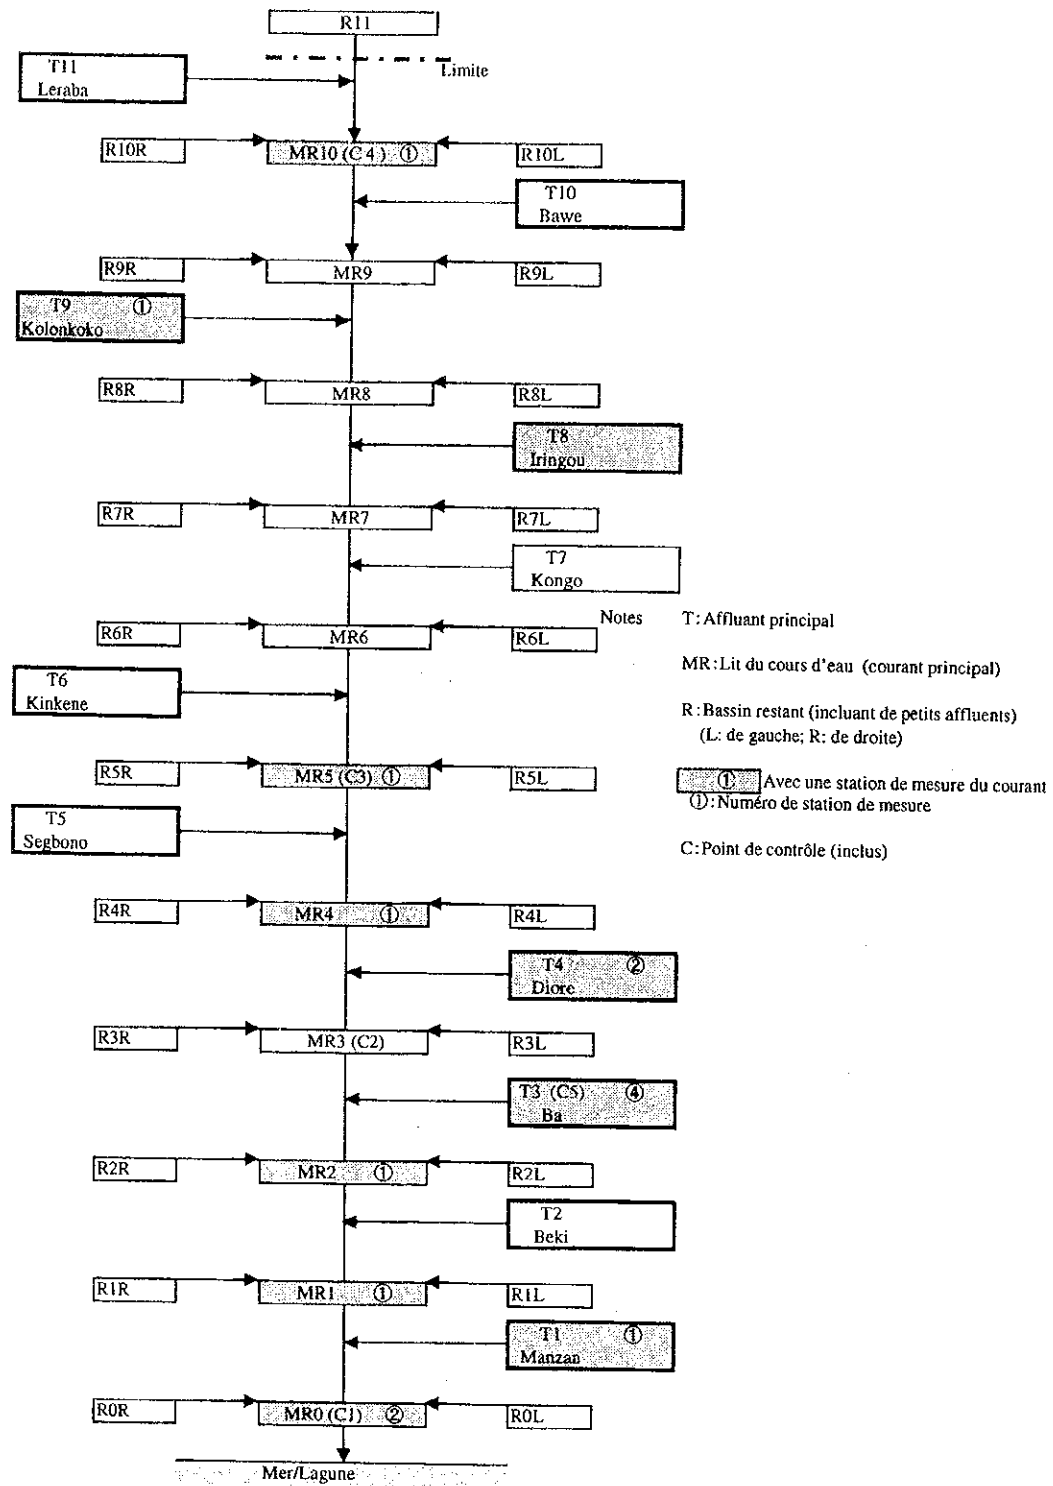 R11
Limite
T11
Leraba
R10R
MR10 (C4) ①
R10L
T10
Bawe
R9R
MR9
R9L
T9 ①
Kolonkoko
R8R
MR8
R8L
T8
Iringou
R7R
MR7
R7L
T7
Kongo
R6R
MR6
R6L
T6
Kinkene
R5R
MR5 (C3) ①
R5L
T5
Segbono
R4R
MR4 ①
R4L
T4 ②
Diore
R3R
MR3 (C2)
R3L
T3 (C5) ④
Ba
R2R
MR2 ①
R2L
T2
Beki
R1R
MR1 ①
R1L
T1 ①
Manzan
R0R
MR0 (C1) ②
R0L
Mer/Lagune
Notes T: Affluant principal
MR: Lit du cours d'eau (courant principal)
R: Bassin restant (incluant de petits affluents)
(L: de gauche; R: de droite)
① Avec une station de mesure du courant
①: Numéro de station de mesure
C: Point de contrôle (inclus)